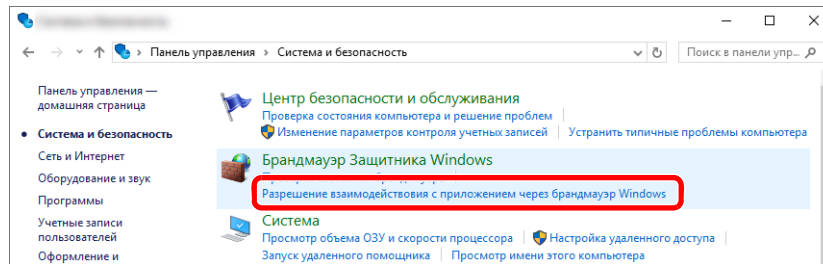 Панель управления > Система и безопасность
Поиск в панели упр...
Панель управления —
домашняя страница
Система и безопасность
Сеть и Интернет
Оборудование и звук
Программы
Учетные записи
пользователей
Оформление и
Центр безопасности и обслуживания
Проверка состояния компьютера и решение проблем
Изменение параметров контроля учетных записей
Устранить типичные проблемы компьютера
Брандмауэр Защитника Windows
Разрешение взаимодействовия с приложением через брандмауэр Windows
Система
Просмотр объема ОЗУ и скорости процессора
Настройка удаленного доступа
Запуск удаленного помощника
Просмотр имени этого компьютера